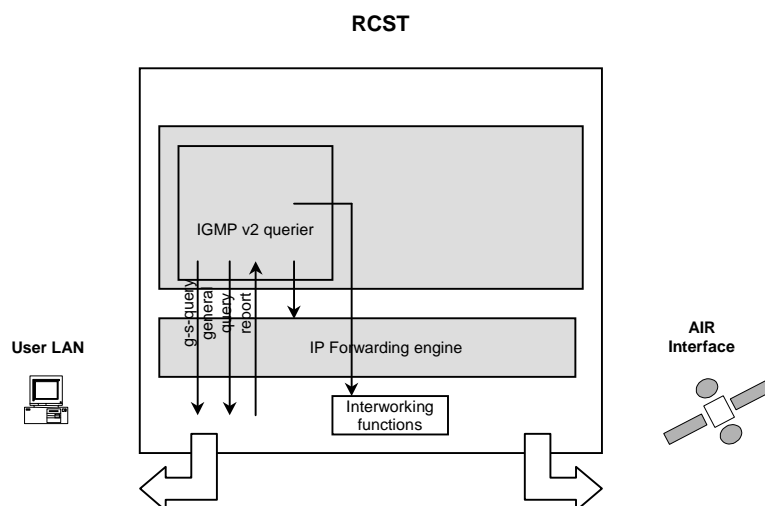 RCST
IGMP v2 querier
g-s-query
general
query
report
IP Forwarding engine
User LAN
AIR
Interface
Interworking
functions